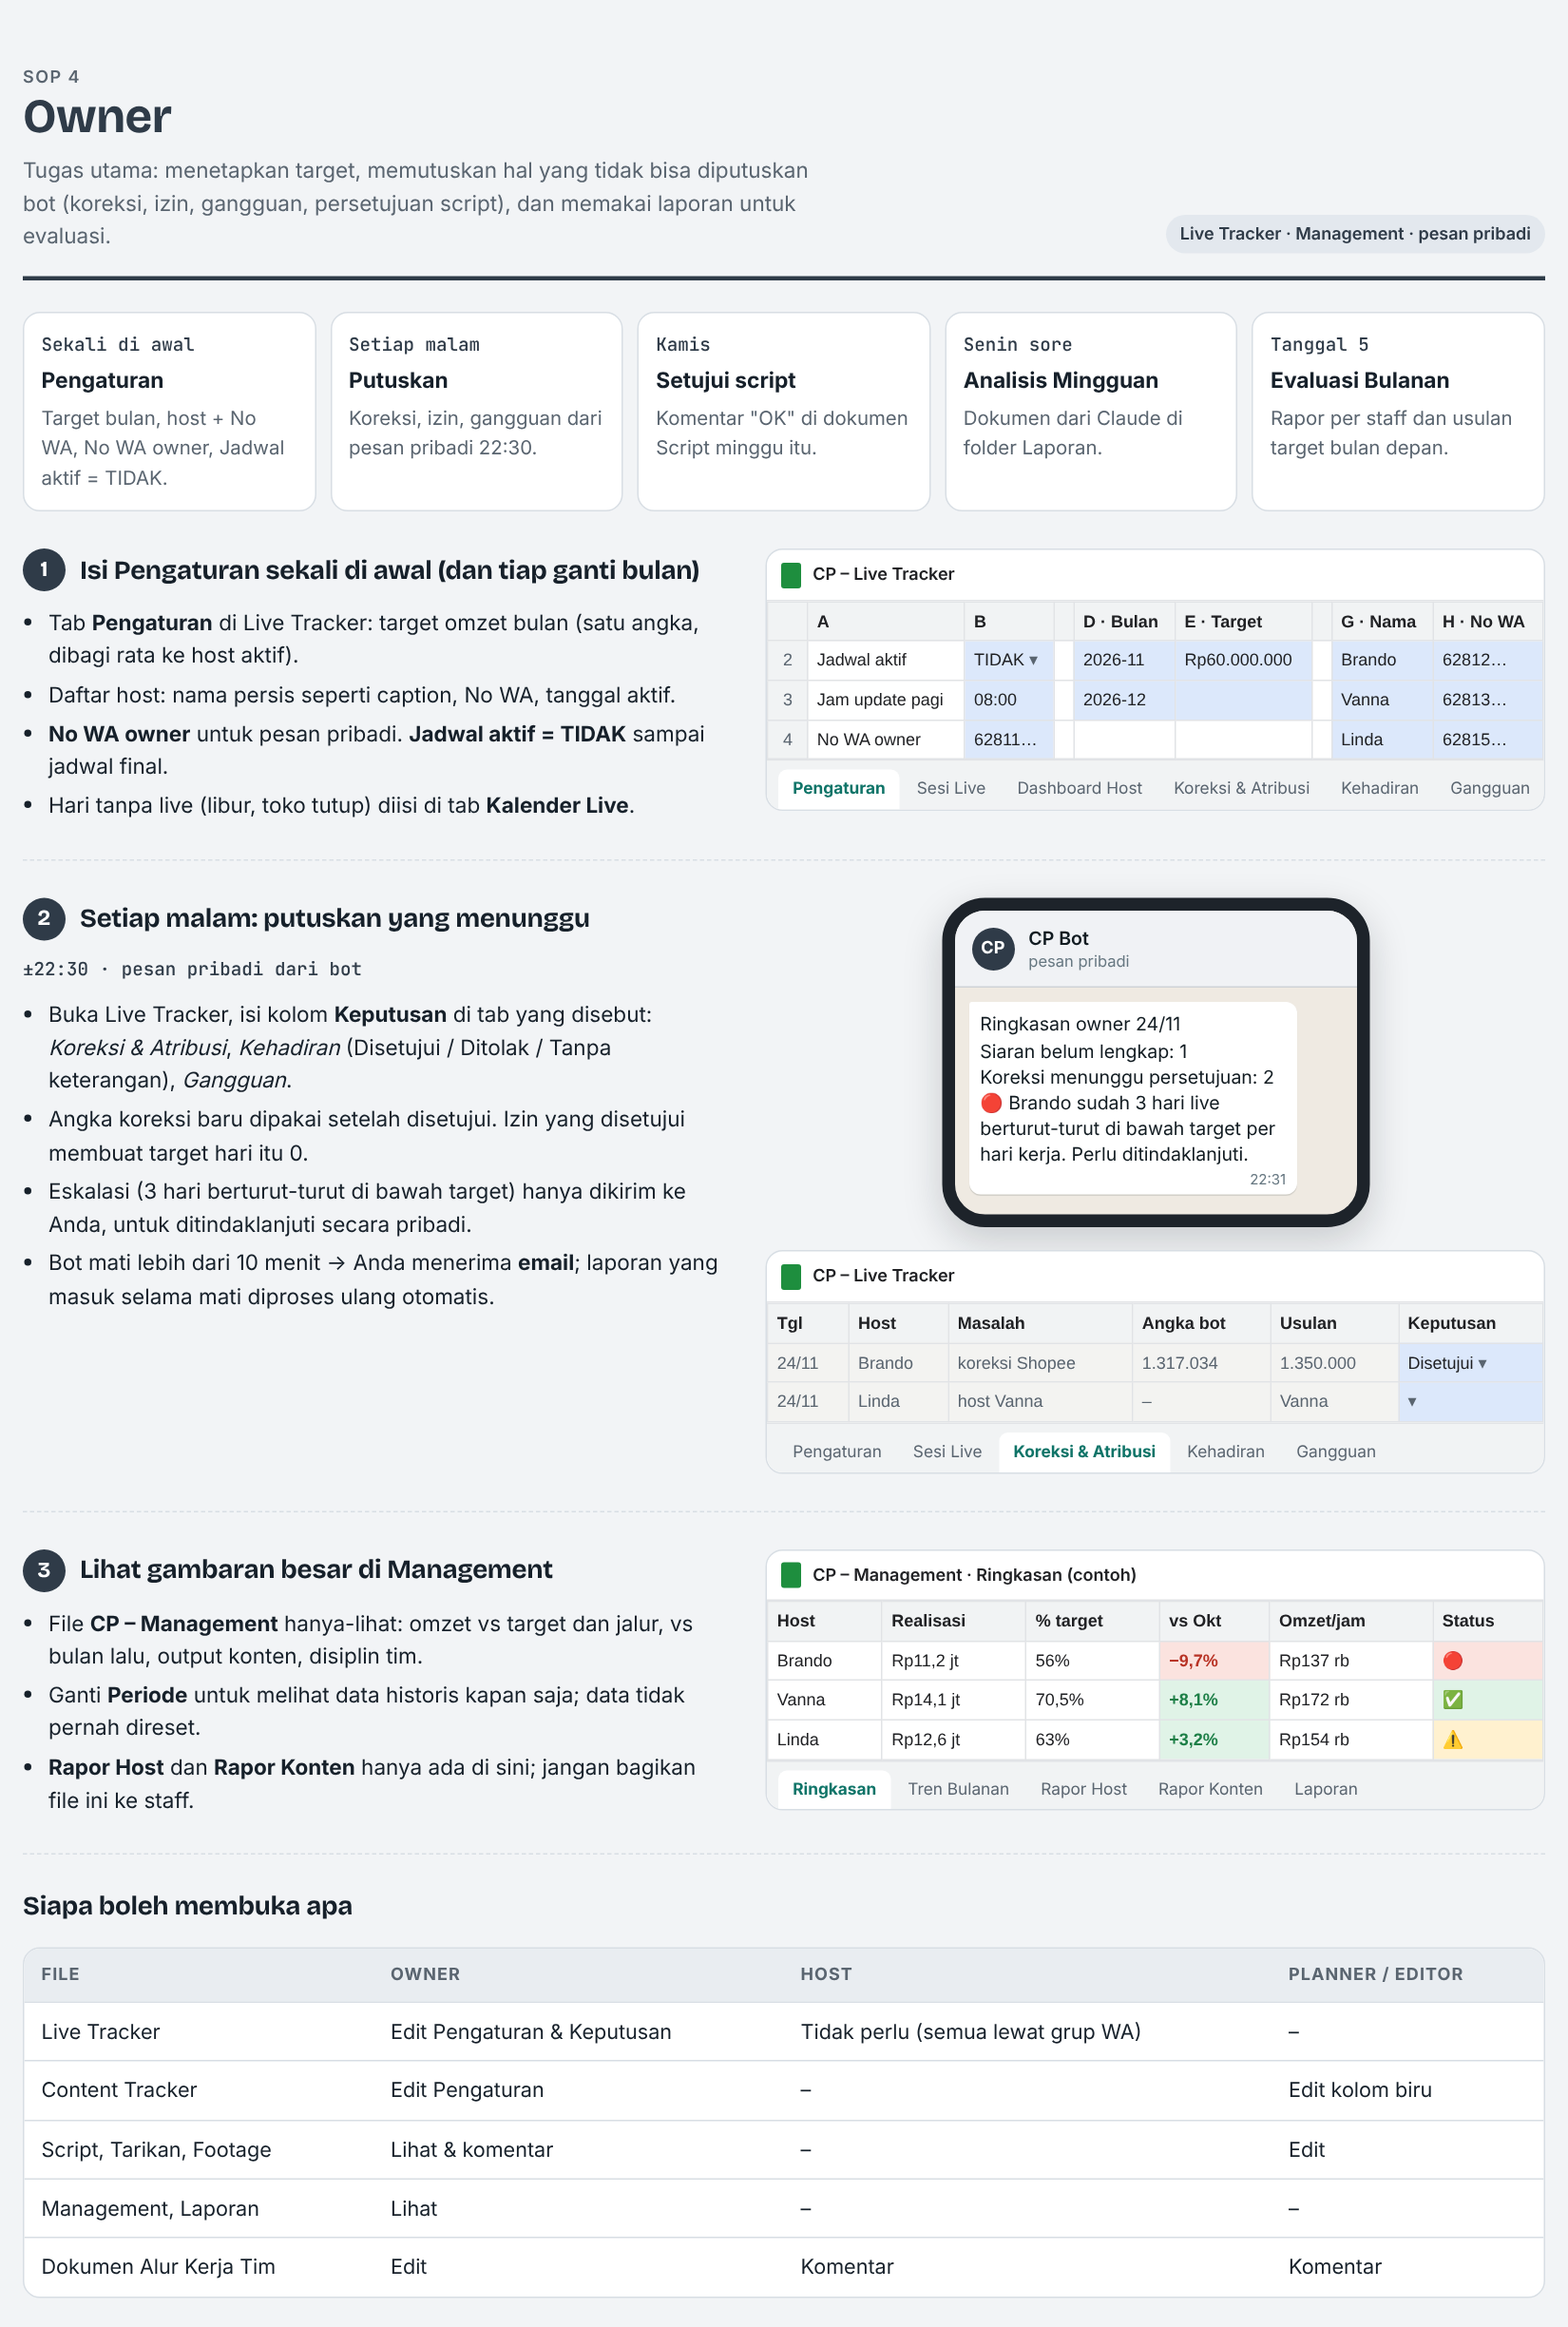 SOP 4
Owner
Tugas utama: menetapkan target, memutuskan hal yang tidak bisa diputuskan
bot (koreksi, izin, gangguan, persetujuan script), dan memakai laporan untuk
evaluasi.
Live Tracker · Management · pesan pribadi
Sekali di awal
Pengaturan
Target bulan, host + No
WA, No WA owner, Jadwal
aktif = TIDAK.
Setiap malam
Putuskan
Koreksi, izin, gangguan dari
pesan pribadi 22:30.
Kamis
Setujui script
Komentar "OK" di dokumen
Script minggu itu.
Senin sore
Analisis Mingguan
Dokumen dari Claude di
folder Laporan.
Tanggal 5
Evaluasi Bulanan
Rapor per staff dan usulan
target bulan depan.
1 Isi Pengaturan sekali di awal (dan tiap ganti bulan)
• Tab Pengaturan di Live Tracker: target omzet bulan (satu angka,
dibagi rata ke host aktif).
• Daftar host: nama persis seperti caption, No WA, tanggal aktif.
• No WA owner untuk pesan pribadi. Jadwal aktif = TIDAK sampai
jadwal final.
• Hari tanpa live (libur, toko tutup) diisi di tab Kalender Live.
CP – Live Tracker
A B D · Bulan E · Target G · Nama H · No WA
2 Jadwal aktif TIDAK ▾ 2026-11 Rp60.000.000 Brando 62812…
3 Jam update pagi 08:00 2026-12 Vanna 62813…
4 No WA owner 62811… Linda 62815…
Pengaturan Sesi Live Dashboard Host Koreksi & Atribusi Kehadiran Gangguan
2 Setiap malam: putuskan yang menunggu
±22:30 · pesan pribadi dari bot
• Buka Live Tracker, isi kolom Keputusan di tab yang disebut:
Koreksi & Atribusi, Kehadiran (Disetujui / Ditolak / Tanpa
keterangan), Gangguan.
• Angka koreksi baru dipakai setelah disetujui. Izin yang disetujui
membuat target hari itu 0.
• Eskalasi (3 hari berturut-turut di bawah target) hanya dikirim ke
Anda, untuk ditindaklanjuti secara pribadi.
• Bot mati lebih dari 10 menit → Anda menerima email; laporan yang
masuk selama mati diproses ulang otomatis.
CP CP Bot
pesan pribadi
Ringkasan owner 24/11
Siaran belum lengkap: 1
Koreksi menunggu persetujuan: 2
🔴 Brando sudah 3 hari live
berturut-turut di bawah target per
hari kerja. Perlu ditindaklanjuti.
22:31
CP – Live Tracker
Tgl Host Masalah Angka bot Usulan Keputusan
24/11 Brando koreksi Shopee 1.317.034 1.350.000 Disetujui ▾
24/11 Linda host Vanna – Vanna ▾
Pengaturan Sesi Live Koreksi & Atribusi Kehadiran Gangguan
3 Lihat gambaran besar di Management
• File CP – Management hanya-lihat: omzet vs target dan jalur, vs
bulan lalu, output konten, disiplin tim.
• Ganti Periode untuk melihat data historis kapan saja; data tidak
pernah direset.
• Rapor Host dan Rapor Konten hanya ada di sini; jangan bagikan
file ini ke staff.
CP – Management · Ringkasan (contoh)
Host Realisasi % target vs Okt Omzet/jam Status
Brando Rp11,2 jt 56% −9,7% Rp137 rb 🔴
Vanna Rp14,1 jt 70,5% +8,1% Rp172 rb ✅
Linda Rp12,6 jt 63% +3,2% Rp154 rb ⚠️
Ringkasan Tren Bulanan Rapor Host Rapor Konten Laporan
Siapa boleh membuka apa
FILE OWNER HOST PLANNER / EDITOR
Live Tracker Edit Pengaturan & Keputusan Tidak perlu (semua lewat grup WA) –
Content Tracker Edit Pengaturan – Edit kolom biru
Script, Tarikan, Footage Lihat & komentar – Edit
Management, Laporan Lihat – –
Dokumen Alur Kerja Tim Edit Komentar Komentar